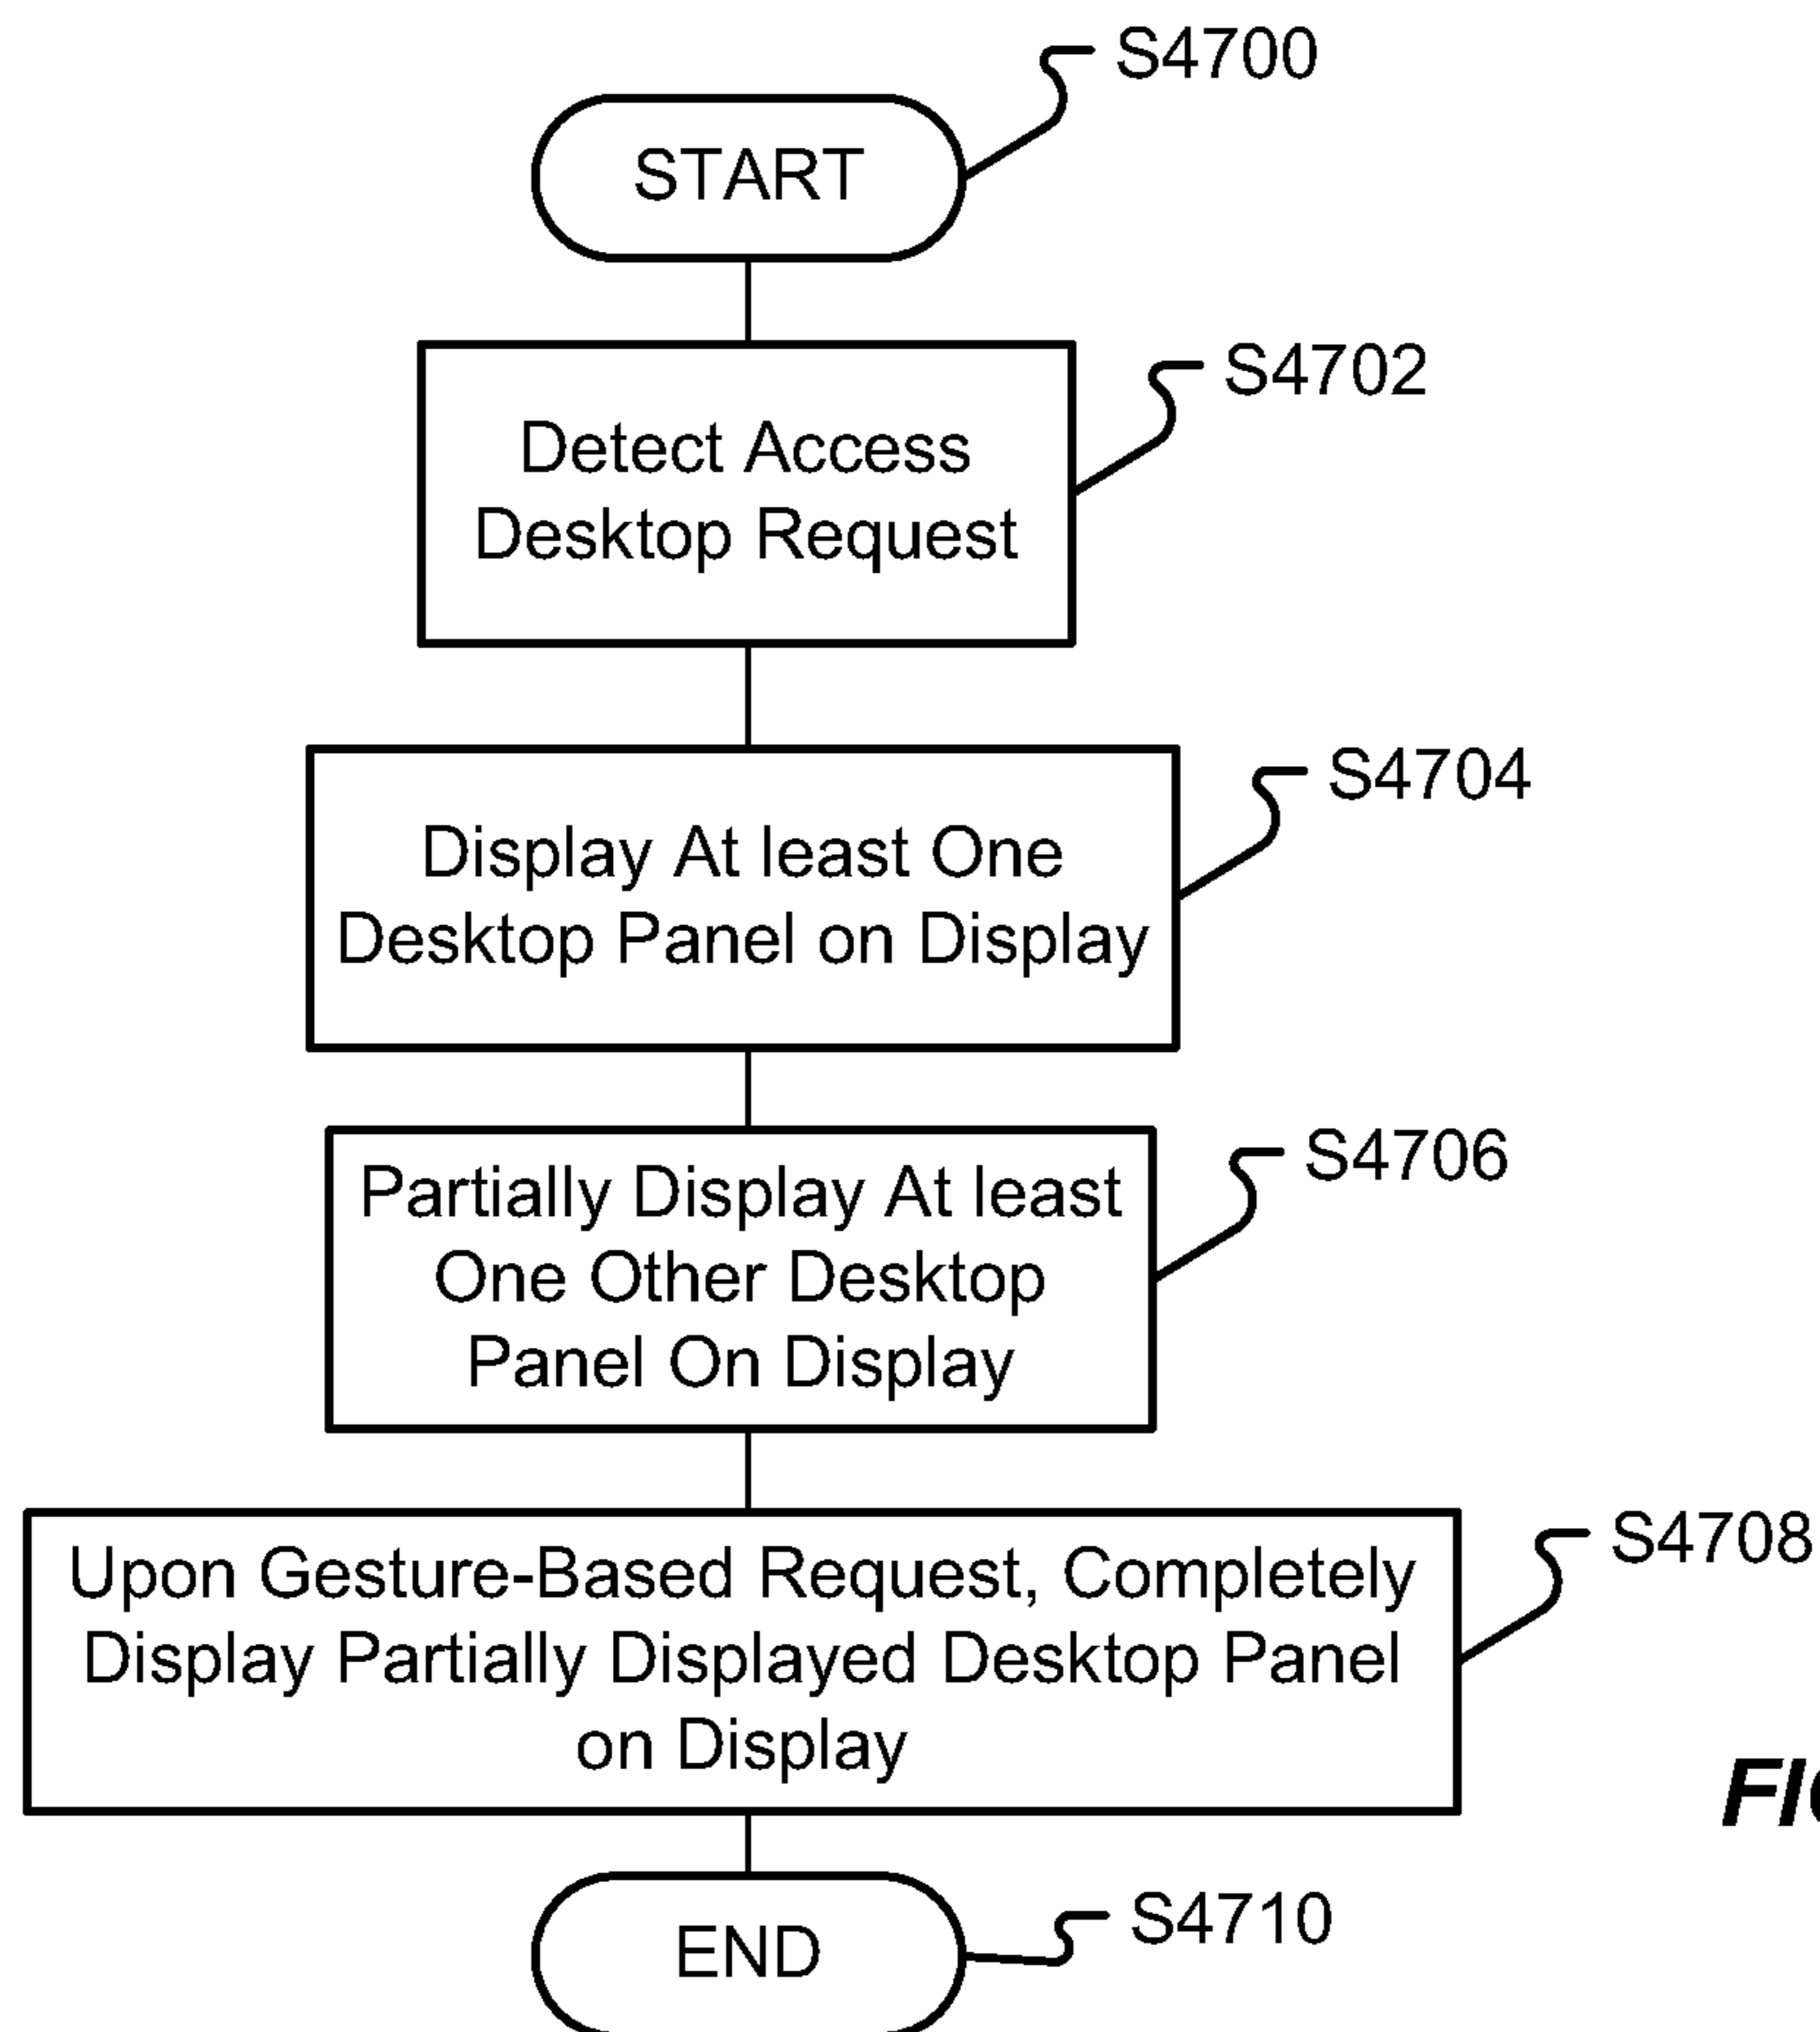 S4700
START
S4702
Detect Access
Desktop Request
S4704
Display At least One
Desktop Panel on Display
S4706
Partially Display At least
One Other Desktop
Panel On Display
S4708
Upon Gesture-Based Request, Completely
Display Partially Displayed Desktop Panel
on Display
S4710
END